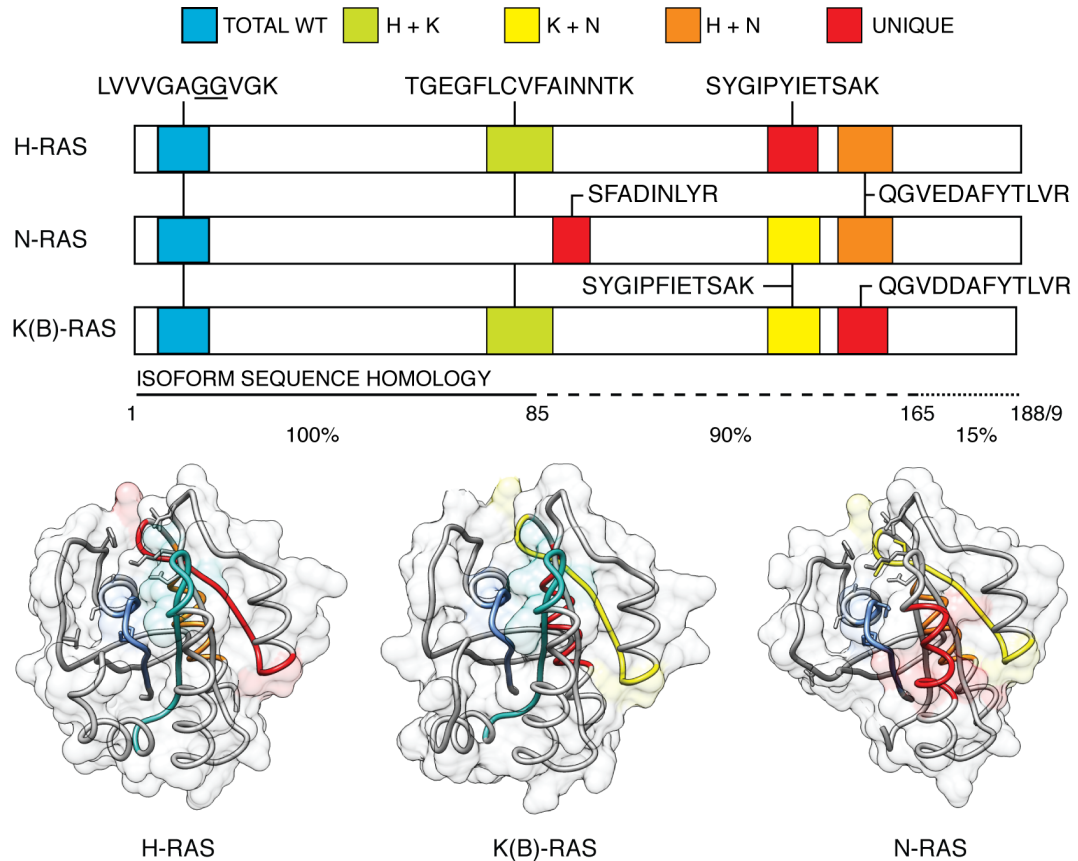 TOTAL WT H + K K + N H + N UNIQUE
LVVVGAGGVGK TGEGFLCVFAINNTK SYGIPYIETSAK
H-RAS
SFADINLYR QGVEDAFYTLVR
N-RAS
SYGIPFIETSAK QGVDDAFYTLVR
K(B)-RAS
ISOFORM SEQUENCE HOMOLOGY
1 85 165 188/9
100% 90% 15%
H-RAS K(B)-RAS N-RAS